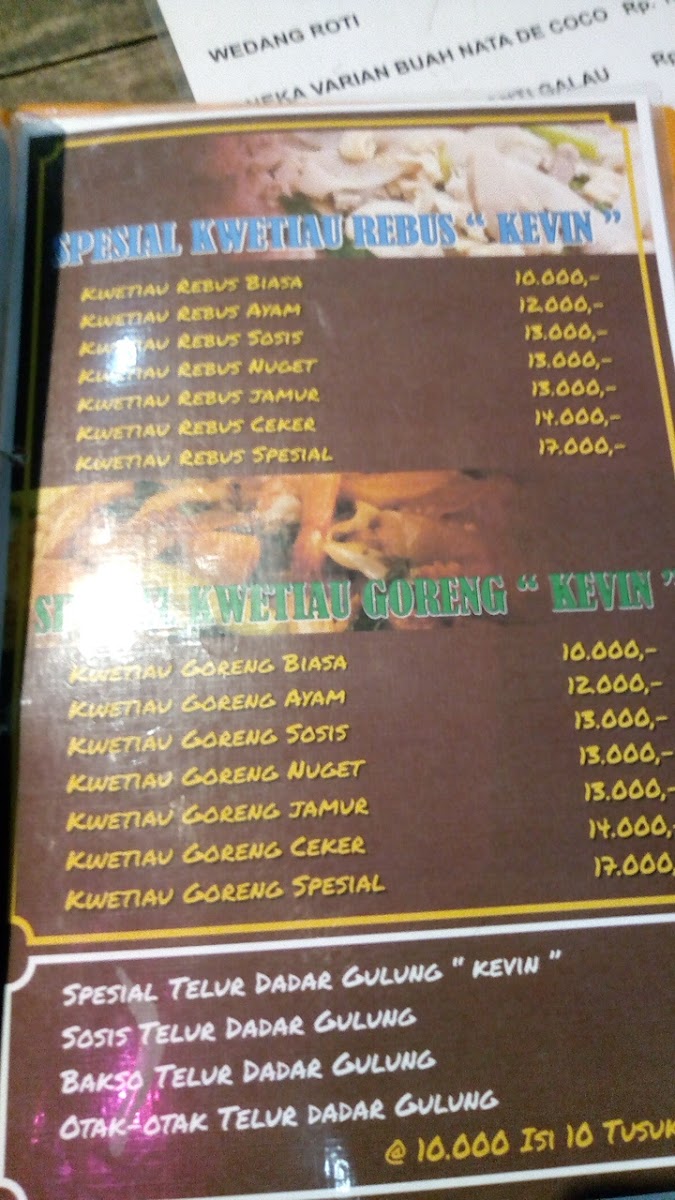 WEDANG ROTI
VARIAN BUAH NATA DE COCO Rp.
GALAU Rp
SPESIAL KWETIAU REBUS " KEVIN "
KWETIAU REBUS BIASA 10.000,-
KWETIAU REBUS AYAM 12.000,-
KWETIAU REBUS SOSIS 13.000,-
KWETIAU REBUS NUGET 13.000,-
KWETIAU REBUS JAMUR 13.000,-
KWETIAU REBUS CEKER 14.000,-
KWETIAU REBUS SPESIAL 17.000,-
SPESIAL KWETIAU GORENG " KEVIN "
KWETIAU GORENG BIASA 10.000,-
KWETIAU GORENG AYAM 12.000,-
KWETIAU GORENG SOSIS 13.000,-
KWETIAU GORENG NUGET 13.000,-
KWETIAU GORENG JAMUR 13.000,-
KWETIAU GORENG CEKER 14.000,-
KWETIAU GORENG SPESIAL 17.000,
SPESIAL TELUR DADAR GULUNG " KEVIN "
SOSIS TELUR DADAR GULUNG
BAKSO TELUR DADAR GULUNG
OTAK-OTAK TELUR DADAR GULUNG
@ 10.000 ISI 10 TUSUK